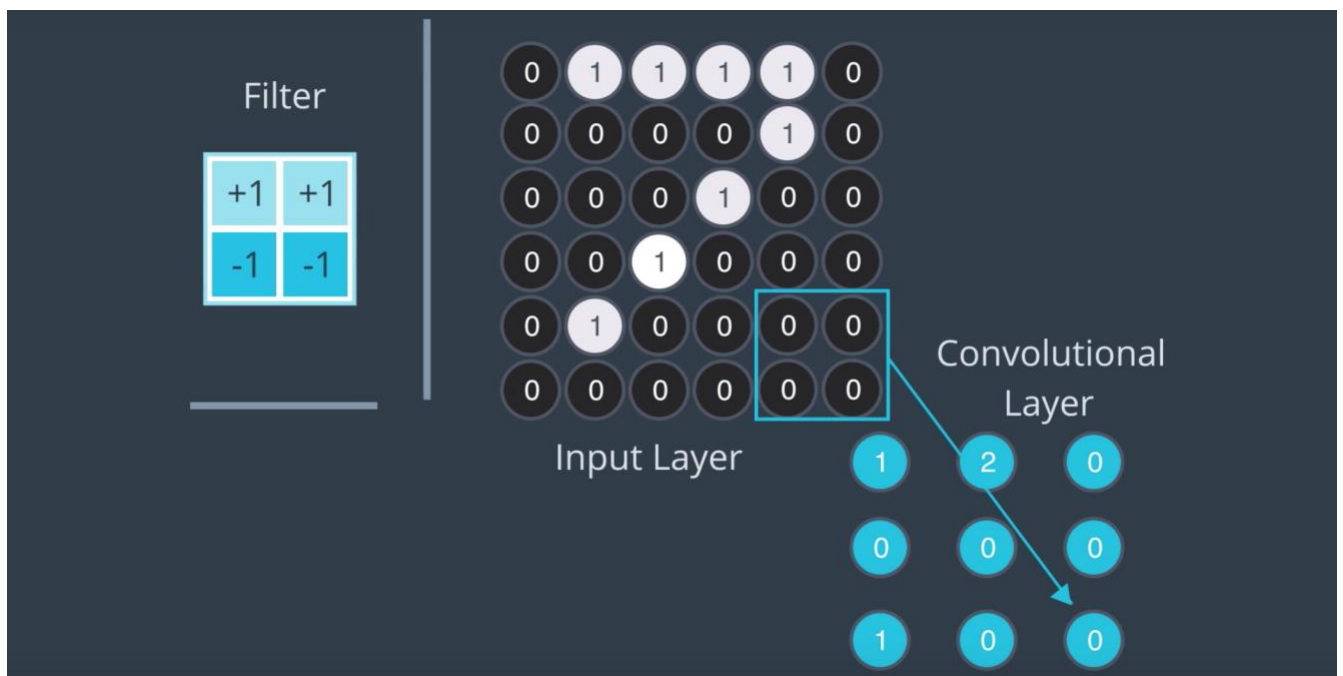 Filter
+1 +1
-1 -1
0 1 1 1 1 0
0 0 0 0 1 0
0 0 0 1 0 0
0 0 1 0 0 0
0 1 0 0 0 0
0 0 0 0 0 0
Input Layer
Convolutional
Layer
1 2 0
0 0 0
1 0 0